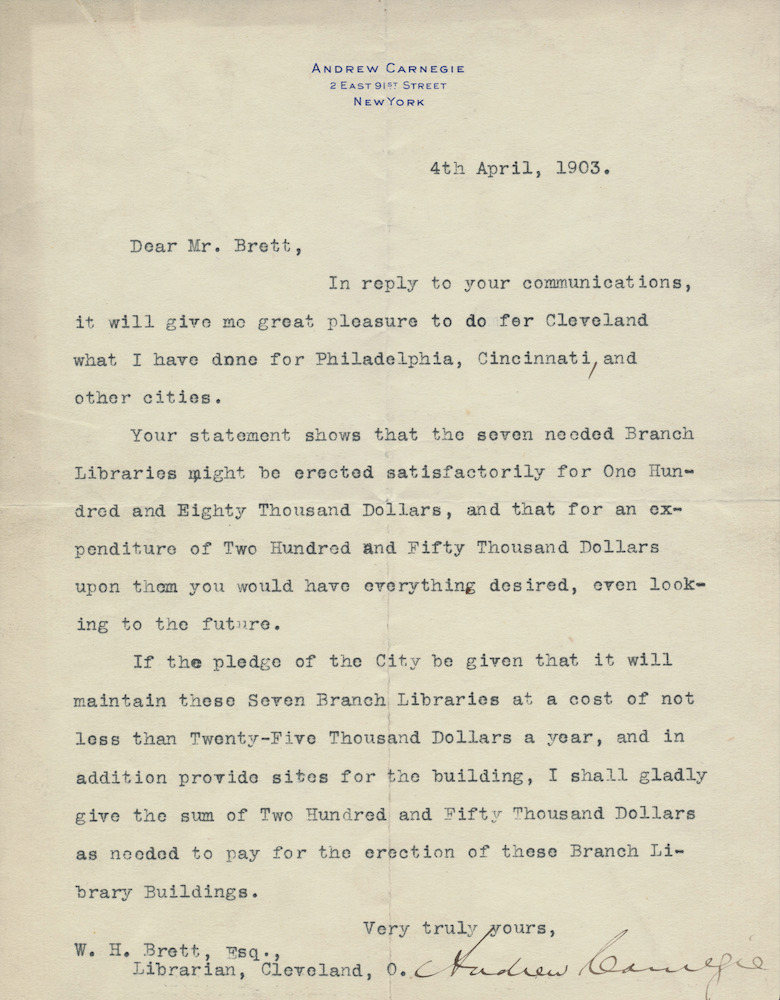 ANDREW CARNEGIE
2 EAST 91ST STREET
NEW YORK
4th April, 1903.
Dear Mr. Brett,
In reply to your communications,
it will give me great pleasure to do for Cleveland
what I have done for Philadelphia, Cincinnati, and
other cities.
Your statement shows that the seven needed Branch
Libraries might be erected satisfactorily for One Hun-
dred and Eighty Thousand Dollars, and that for an ex-
penditure of Two Hundred and Fifty Thousand Dollars
upon them you would have everything desired, even look-
ing to the future.
If the pledge of the City be given that it will
maintain these Seven Branch Libraries at a cost of not
less than Twenty-Five Thousand Dollars a year, and in
addition provide sites for the building, I shall gladly
give the sum of Two Hundred and Fifty Thousand Dollars
as needed to pay for the erection of these Branch Li-
brary Buildings.
Very truly yours,
W. H. Brett, Esq.,
Librarian, Cleveland, O.
Andrew Carnegie